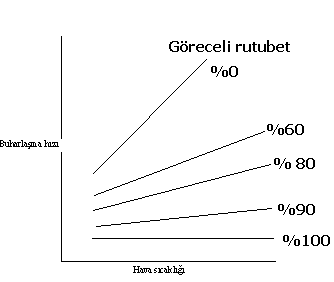 Göreceli rutubet
%0
%60
% 80
%90
%100
Buharlaşma hızı
Hava sıcaklığı